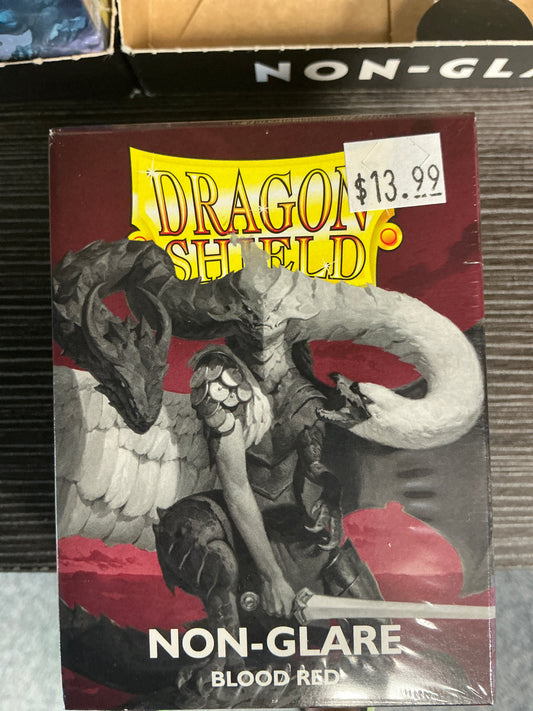 NON-GL
DRAGON
SHIELD
$13.99
NON-GLARE
BLOOD RED